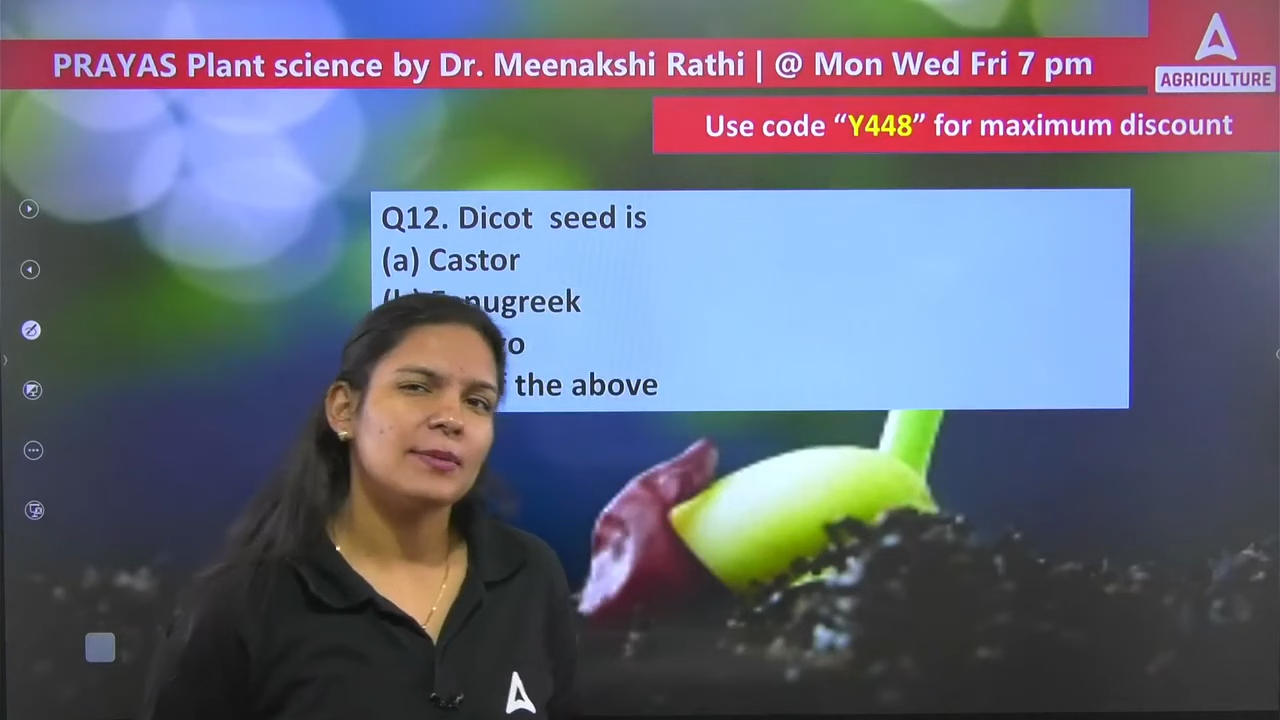 PRAYAS Plant science by Dr. Meenakshi Rathi | @ Mon Wed Fri 7 pm
AGRICULTURE
Use code “Y448” for maximum discount
Q12. Dicot seed is
(a) Castor
the above